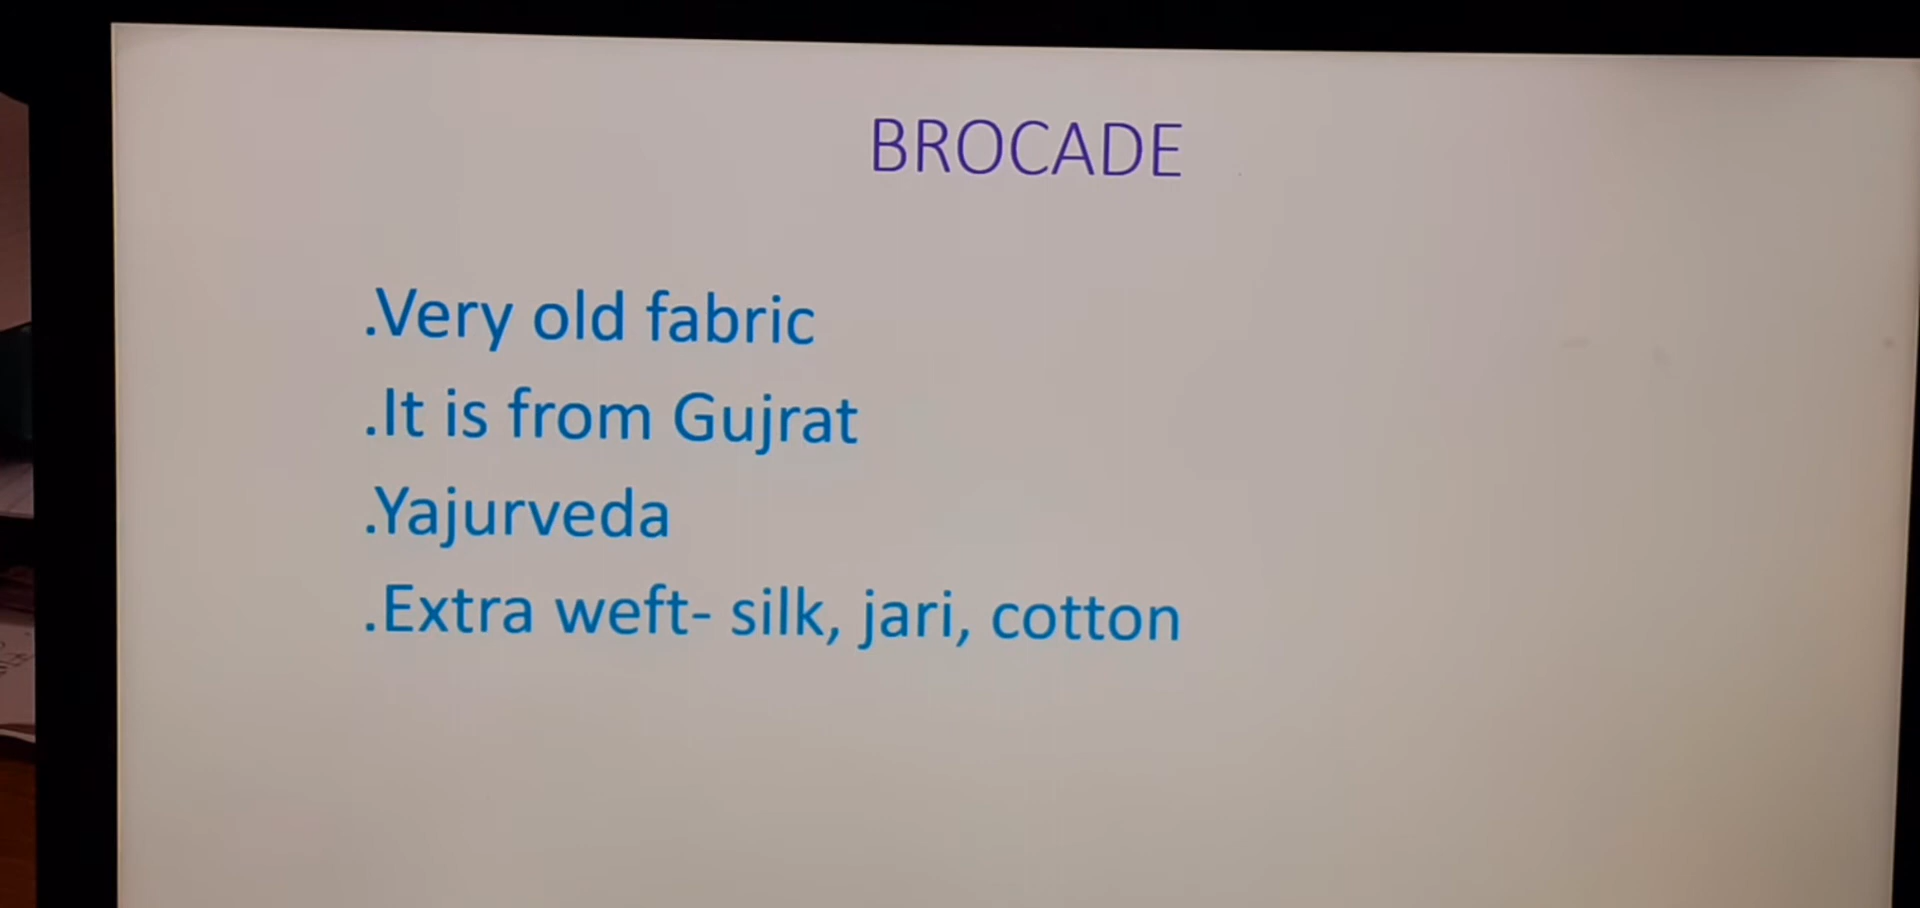 BROCADE
.Very old fabric
.It is from Gujrat
.Yajurveda
.Extra weft- silk, jari, cotton